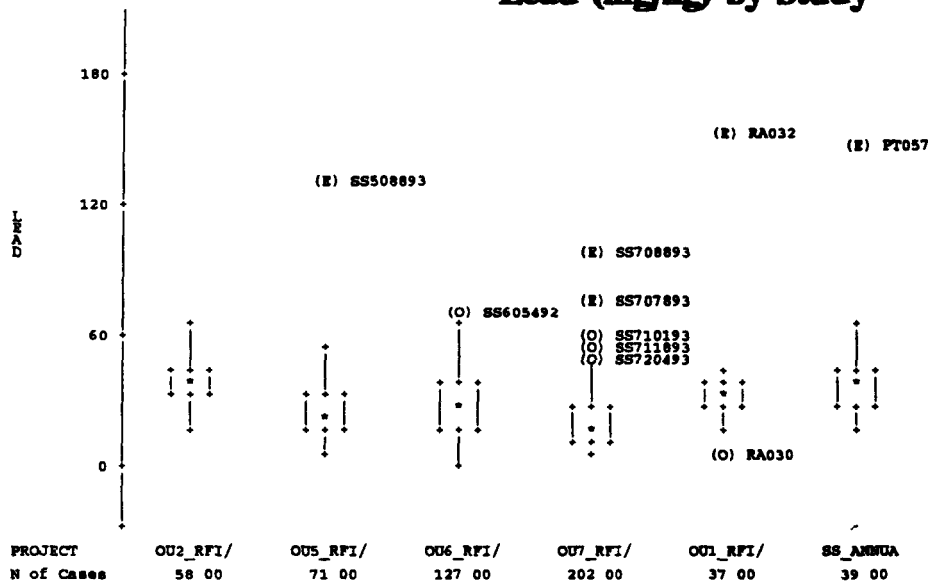 Lead (mg/kg) by Study
180
(E) RA032
(E) PT057
(E) SS508893
120
LEAD
(E) SS708893
(E) SS707893
(O) SS605492
60
(O) SS710193
(O) SS711893
(O) SS720493
0
(O) RA030
PROJECT OU2_RFI/ OU5_RFI/ OU6_RFI/ OU7_RFI/ OU1_RFI/ SS_ANNUA
N of Cases 58 00 71 00 127 00 202 00 37 00 39 00